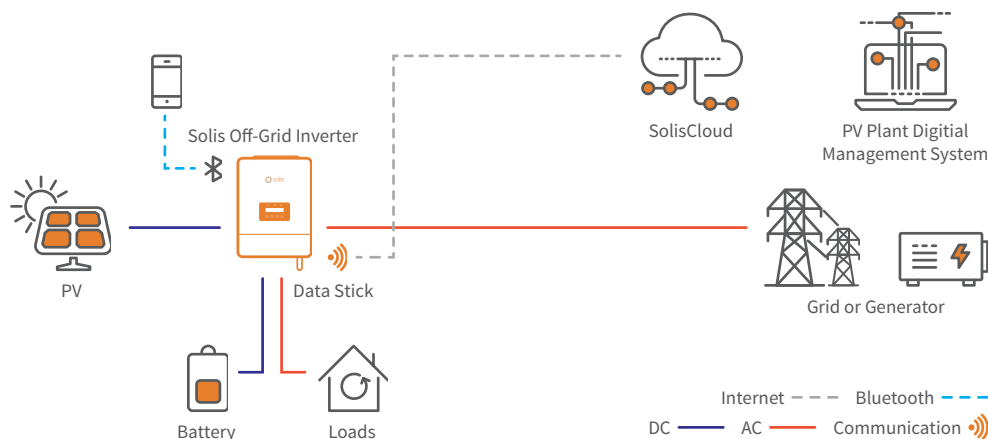 SolisCloud
PV Plant Digitial
Management System
Solis Off-Grid Inverter
solis
PV
Data Stick
Grid or Generator
Battery
Loads
Internet
Bluetooth
DC
AC
Communication